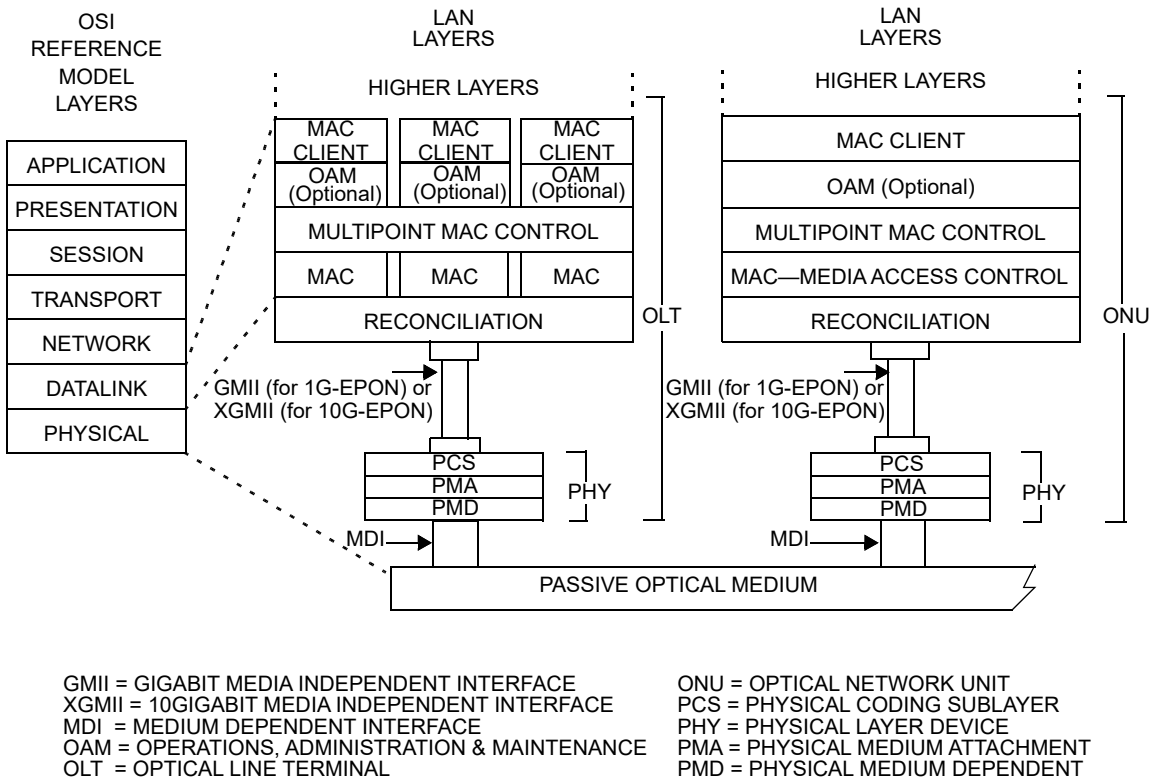 OSI
REFERENCE
MODEL
LAYERS
APPLICATION
PRESENTATION
SESSION
TRANSPORT
NETWORK
DATALINK
PHYSICAL
LAN
LAYERS
HIGHER LAYERS
MAC
CLIENT
MAC
CLIENT
MAC
CLIENT
OAM
(Optional)
OAM
(Optional)
OAM
(Optional)
MULTIPOINT MAC CONTROL
MAC
MAC
MAC
RECONCILIATION
OLT
GMII (for 1G-EPON) or
XGMII (for 10G-EPON)
PCS
PMA
PMD
PHY
MDI
LAN
LAYERS
HIGHER LAYERS
MAC CLIENT
OAM (Optional)
MULTIPOINT MAC CONTROL
MAC—MEDIA ACCESS CONTROL
RECONCILIATION
ONU
GMII (for 1G-EPON) or
XGMII (for 10G-EPON)
PCS
PMA
PMD
PHY
MDI
PASSIVE OPTICAL MEDIUM
GMII = GIGABIT MEDIA INDEPENDENT INTERFACE
XGMII = 10GIGABIT MEDIA INDEPENDENT INTERFACE
MDI = MEDIUM DEPENDENT INTERFACE
OAM = OPERATIONS, ADMINISTRATION & MAINTENANCE
OLT = OPTICAL LINE TERMINAL
ONU = OPTICAL NETWORK UNIT
PCS = PHYSICAL CODING SUBLAYER
PHY = PHYSICAL LAYER DEVICE
PMA = PHYSICAL MEDIUM ATTACHMENT
PMD = PHYSICAL MEDIUM DEPENDENT